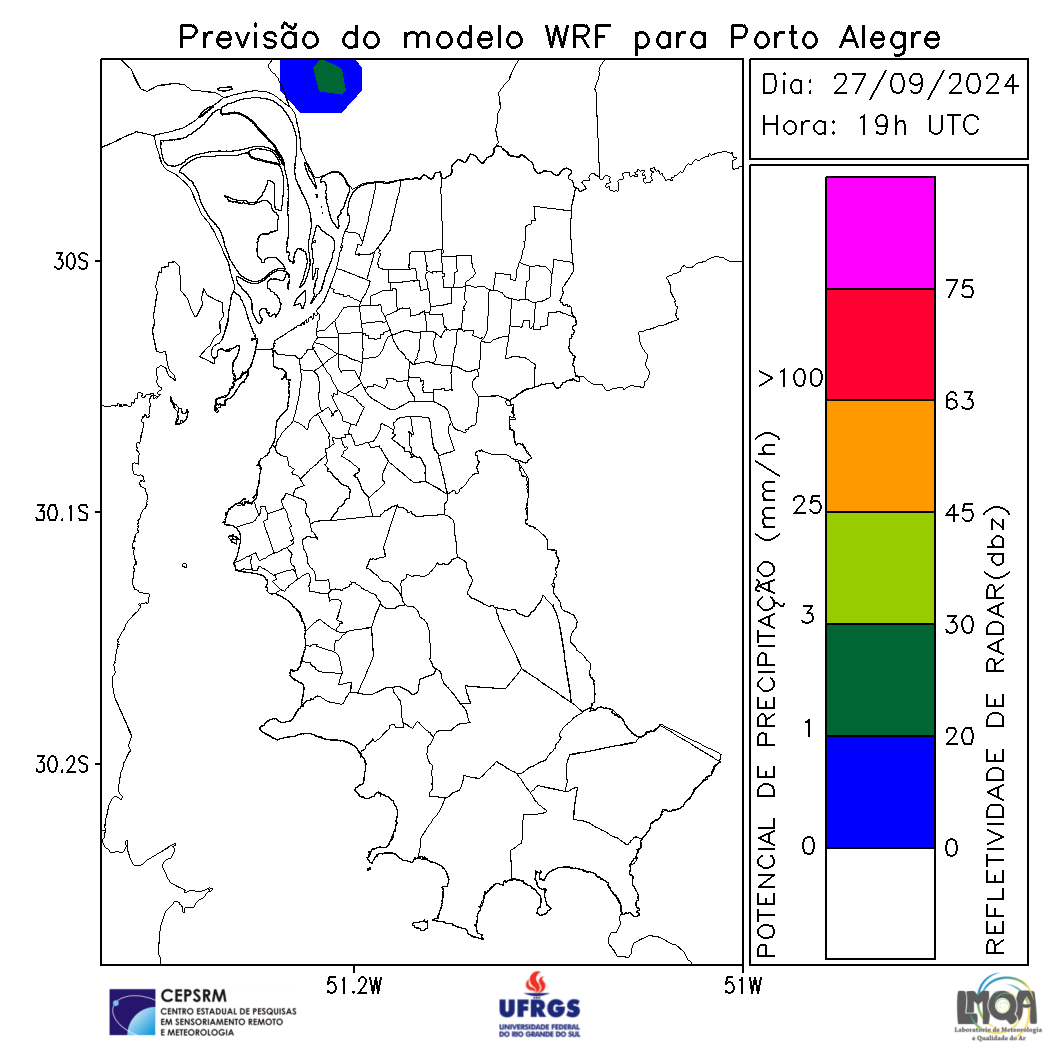 Previsão do modelo WRF para Porto Alegre
Dia: 27/09/2024
Hora: 19h UTC
30S
30.1S
30.2S
51.2W
51W
POTENCIAL DE PRECIPITAÇÃO (mm/h)
>100
25
3
1
0
75
63
45
30
20
0
REFLETIVIDADE DE RADAR(dbz)
CEPSRM
CENTRO ESTADUAL DE PESQUISAS
EM SENSORIAMENTO REMOTO
E METEOROLOGIA
UFRGS
UNIVERSIDADE FEDERAL
DO RIO GRANDE DO SUL
LMQA
Laboratório de Meteorologia
e Qualidade do Ar